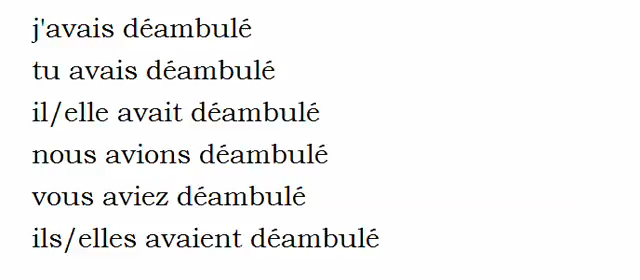 j'avais déambulé
tu avais déambulé
il/elle avait déambulé
nous avions déambulé
vous aviez déambulé
ils/elles avaient déambulé